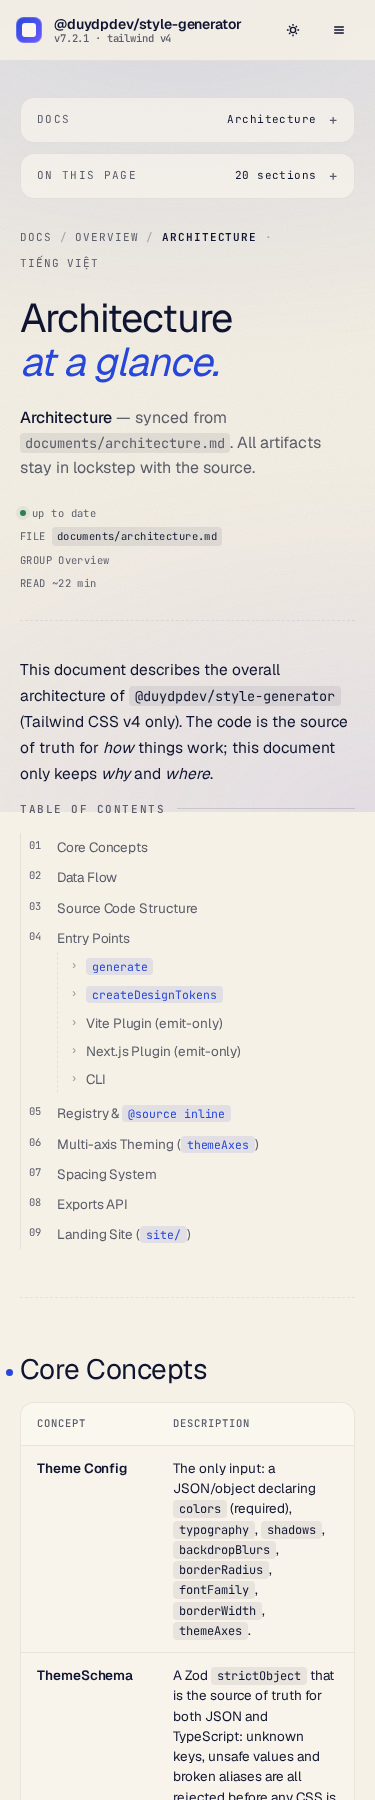 @duydpdev/style-generator
v7.2.1 · tailwind v4
DOCS Architecture +
ON THIS PAGE 20 sections +
DOCS / OVERVIEW / ARCHITECTURE ·
TIẾNG VIỆT
Architecture
at a glance.
Architecture — synced from
documents/architecture.md. All artifacts
stay in lockstep with the source.
up to date
FILE documents/architecture.md
GROUP Overview
READ ~22 min
This document describes the overall
architecture of @duydpdev/style-generator
(Tailwind CSS v4 only). The code is the source
of truth for how things work; this document
only keeps why and where.
TABLE OF CONTENTS
01 Core Concepts
02 Data Flow
03 Source Code Structure
04 Entry Points
› generate
› createDesignTokens
› Vite Plugin (emit-only)
› Next.js Plugin (emit-only)
› CLI
05 Registry & @source inline
06 Multi-axis Theming (themeAxes)
07 Spacing System
08 Exports API
09 Landing Site (site/)
Core Concepts
CONCEPT DESCRIPTION
Theme Config The only input: a
JSON/object declaring
colors (required),
typography, shadows,
backdropBlurs,
borderRadius,
fontFamily,
borderWidth,
themeAxes.
ThemeSchema A Zod strictObject that
is the source of truth for
both JSON and
TypeScript: unknown
keys, unsafe values and
broken aliases are all
rejected before any CSS is